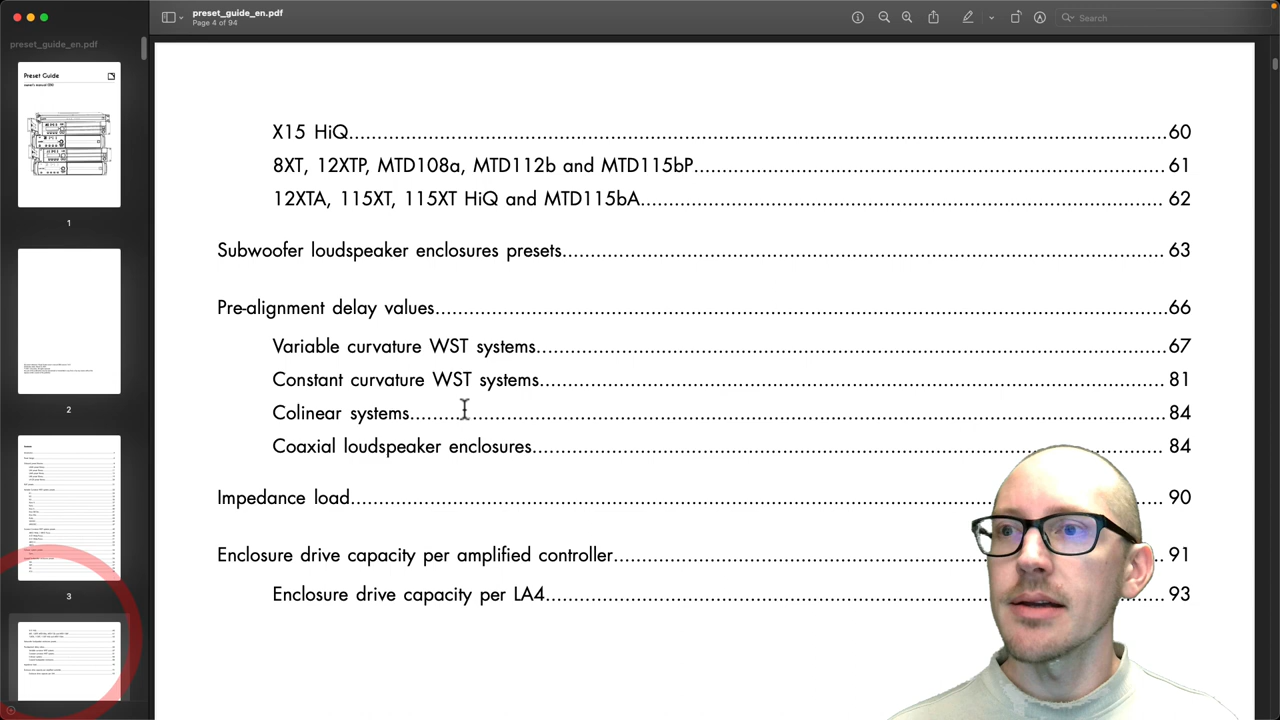 preset_guide_en.pdf
Page 4 of 94
Search
preset_guide_en.pdf
Preset Guide
1
2
3
X15 HiQ 60
8XT, 12XTP, MTD108a, MTD112b and MTD115bP 61
12XTA, 115XT, 115XT HiQ and MTD115bA 62
Subwoofer loudspeaker enclosures presets 63
Pre-alignment delay values 66
Variable curvature WST systems 67
Constant curvature WST systems 81
Colinear systems 84
Coaxial loudspeaker enclosures 84
Impedance load 90
Enclosure drive capacity per amplified controller 91
Enclosure drive capacity per LA4 93